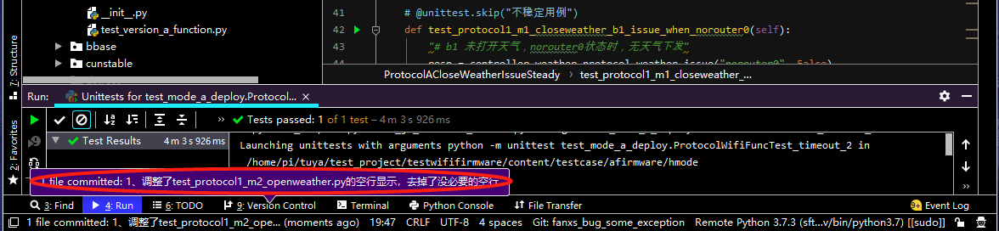 __init__.py
test_version_a_function.py
bbase
cunstable
41 # @unittest.skip("不稳定用例")
42 def test_protocol1_m1_closeweather_b1_issue_when_norouter0(self):
43 "# b1 未打开天气，norouter0状态时，无天气下发"
ProtocolACloseWeatherIssueSteady > test_protocol1_m1_closeweather_...
Z: Structure
2: Favorites
Run: Unittests for test_mode_a_deploy.Protocol... ×
>> Tests passed: 1 of 1 test – 4 m 3 s 926 ms
Test Results 4 m 3 s 926 ms
Launching unittests with arguments python -m unittest test_mode_a_deploy.ProtocolWifiFuncTest_timeout_2 in
/home/pi/tuya/test_project/testwififirmware/content/testcase/afirmware/hmode
1 file committed: 1、调整了test_protocol1_m2_openweather.py的空行显示，去掉了没必要的空行
3: Find 4: Run 6: TODO 9: Version Control Terminal Python Console File Transfer 9+ Event Log
1 file committed: 1、调整了test_protocol1_m2_ope... (moments ago) 19:47 CRLF UTF-8 4 spaces Git: fanxs_bug_some_exception Remote Python 3.7.3 (sft...v/bin/python3.7) [[sudo]]